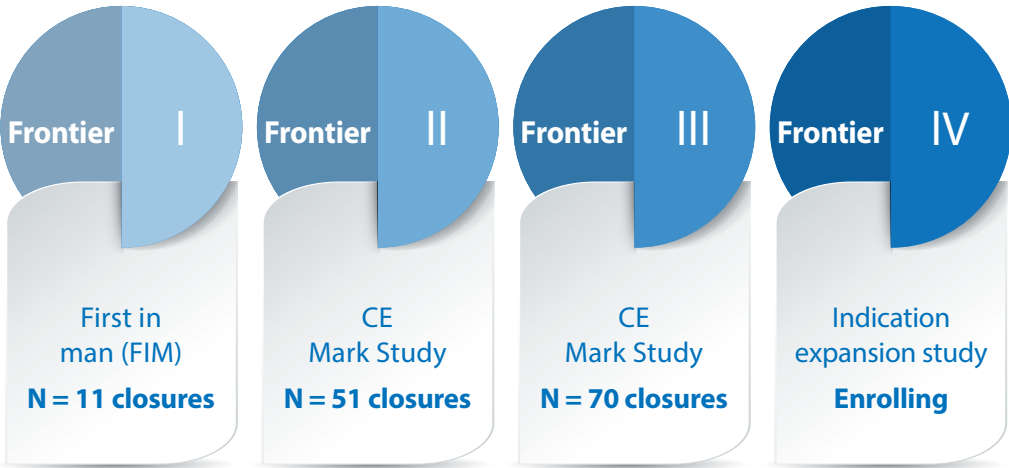 Frontier I
First in
man (FIM)
N = 11 closures
Frontier II
CE
Mark Study
N = 51 closures
Frontier III
CE
Mark Study
N = 70 closures
Frontier IV
Indication
expansion study
Enrolling